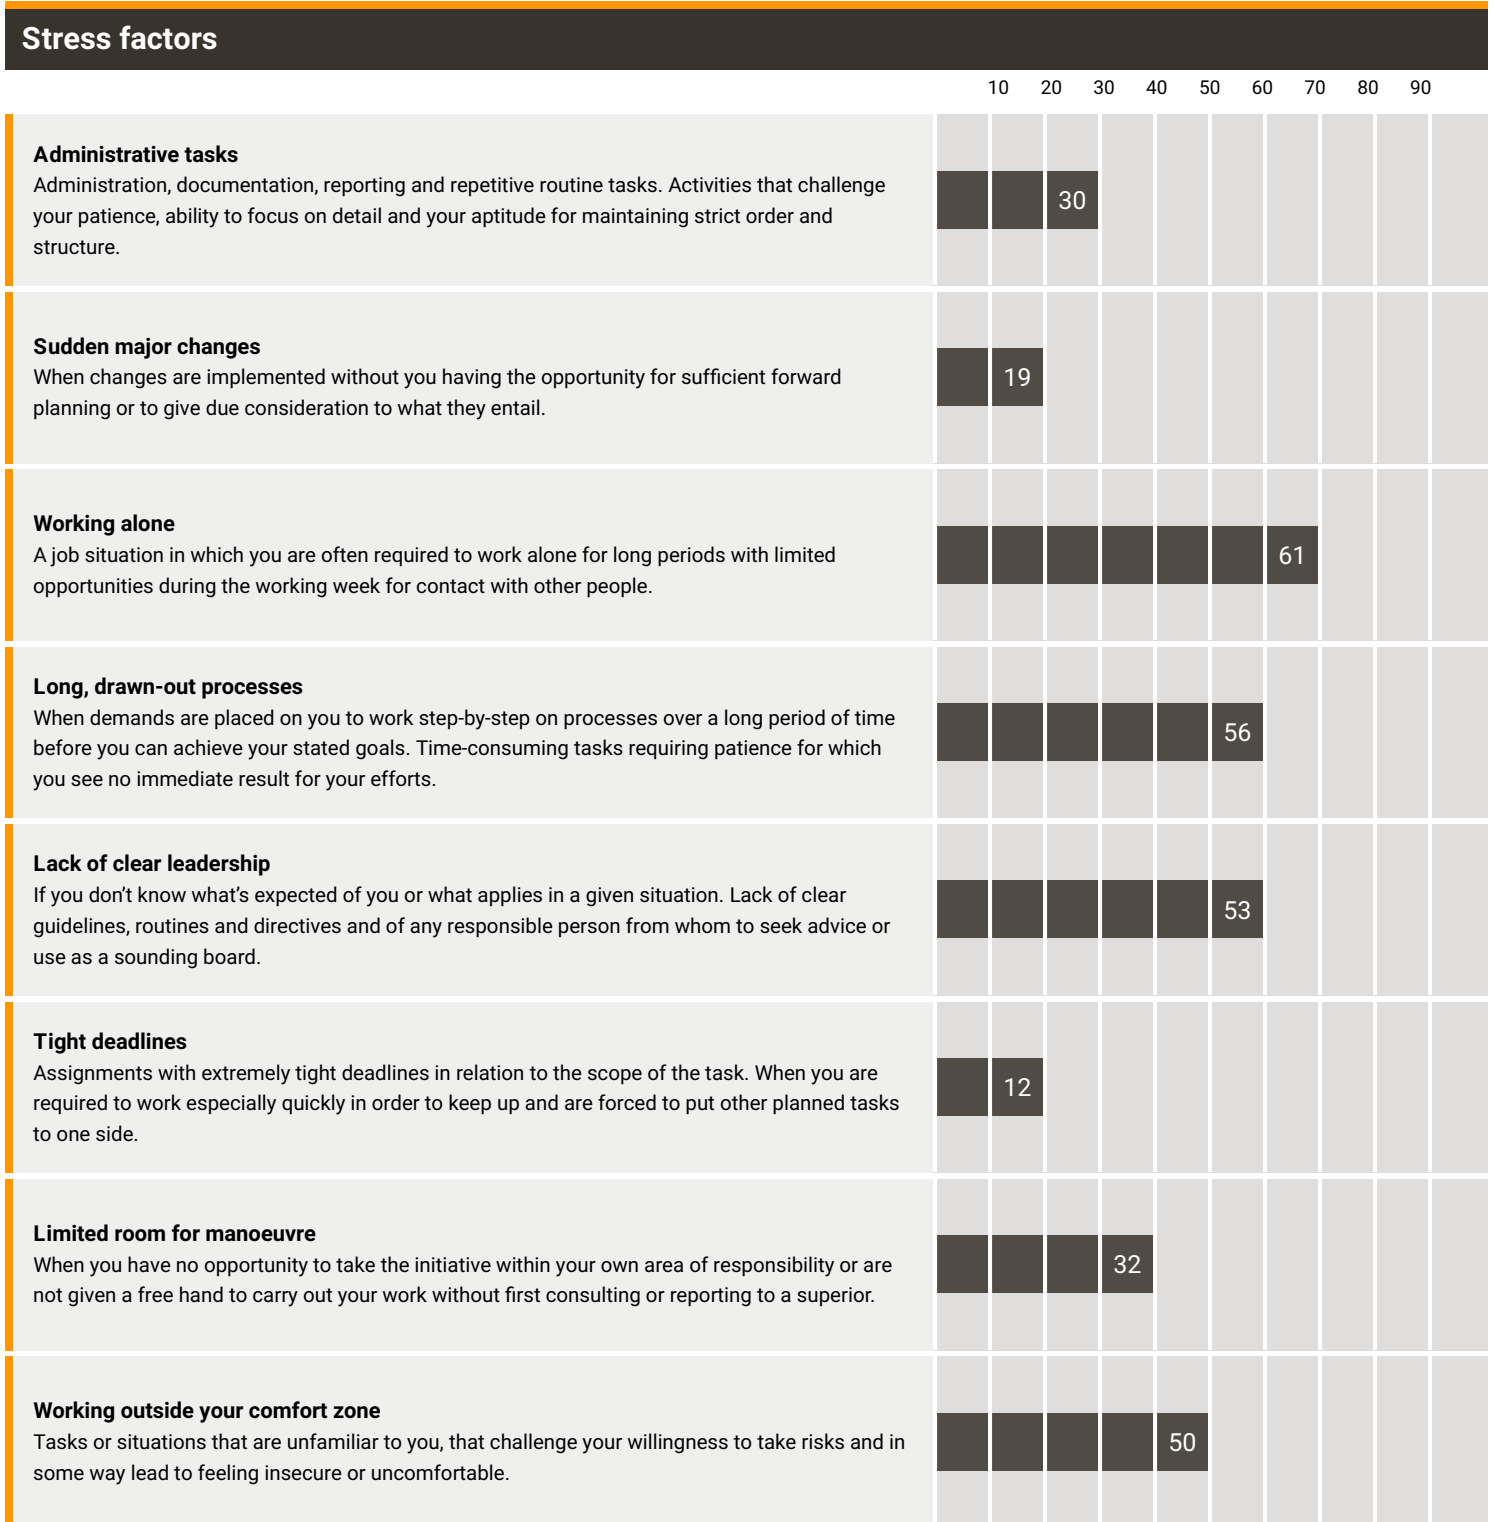 Stress factors
10 20 30 40 50 60 70 80 90
Administrative tasks
Administration, documentation, reporting and repetitive routine tasks. Activities that challenge
your patience, ability to focus on detail and your aptitude for maintaining strict order and
structure.
30
Sudden major changes
When changes are implemented without you having the opportunity for sufficient forward
planning or to give due consideration to what they entail.
19
Working alone
A job situation in which you are often required to work alone for long periods with limited
opportunities during the working week for contact with other people.
61
Long, drawn-out processes
When demands are placed on you to work step-by-step on processes over a long period of time
before you can achieve your stated goals. Time-consuming tasks requiring patience for which
you see no immediate result for your efforts.
56
Lack of clear leadership
If you don’t know what’s expected of you or what applies in a given situation. Lack of clear
guidelines, routines and directives and of any responsible person from whom to seek advice or
use as a sounding board.
53
Tight deadlines
Assignments with extremely tight deadlines in relation to the scope of the task. When you are
required to work especially quickly in order to keep up and are forced to put other planned tasks
to one side.
12
Limited room for manoeuvre
When you have no opportunity to take the initiative within your own area of responsibility or are
not given a free hand to carry out your work without first consulting or reporting to a superior.
32
Working outside your comfort zone
Tasks or situations that are unfamiliar to you, that challenge your willingness to take risks and in
some way lead to feeling insecure or uncomfortable.
50